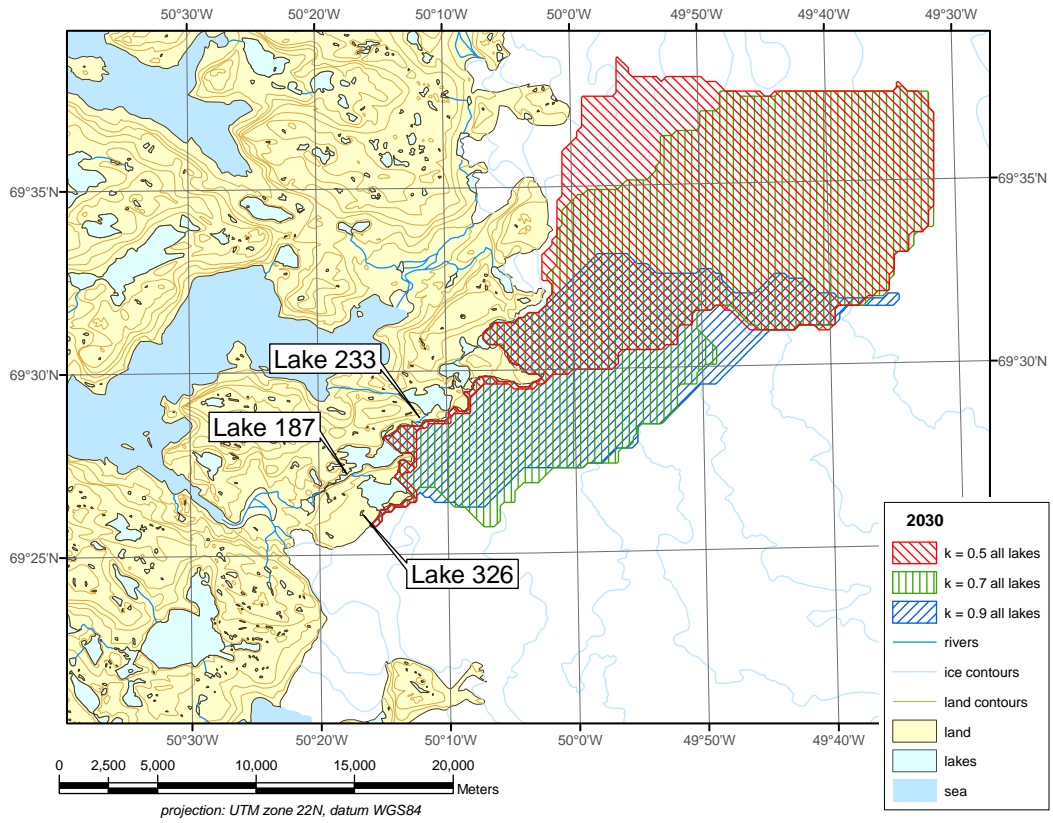 50°30'W 50°20'W 50°10'W 50°0'W 49°50'W 49°40'W 49°30'W
69°35'N 69°35'N
69°30'N 69°30'N
69°25'N
Lake 233
Lake 187
Lake 326
50°30'W 50°20'W 50°10'W 50°0'W 49°50'W 49°40'W
2030
k = 0.5 all lakes
k = 0.7 all lakes
k = 0.9 all lakes
rivers
ice contours
land contours
land
lakes
sea
0 2,500 5,000 10,000 15,000 20,000
Meters
projection: UTM zone 22N, datum WGS84